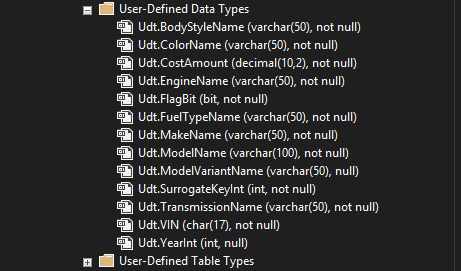 User-Defined Data Types
Udt.BodyStyleName (varchar(50), not null)
Udt.ColorName (varchar(50), not null)
Udt.CostAmount (decimal(10,2), not null)
Udt.EngineName (varchar(50), not null)
Udt.FlagBit (bit, not null)
Udt.FuelTypeName (varchar(50), not null)
Udt.MakeName (varchar(50), not null)
Udt.ModelName (varchar(100), not null)
Udt.ModelVariantName (varchar(50), null)
Udt.SurrogateKeyInt (int, not null)
Udt.TransmissionName (varchar(50), not null)
Udt.VIN (char(17), not null)
Udt.YearInt (int, null)
User-Defined Table Types